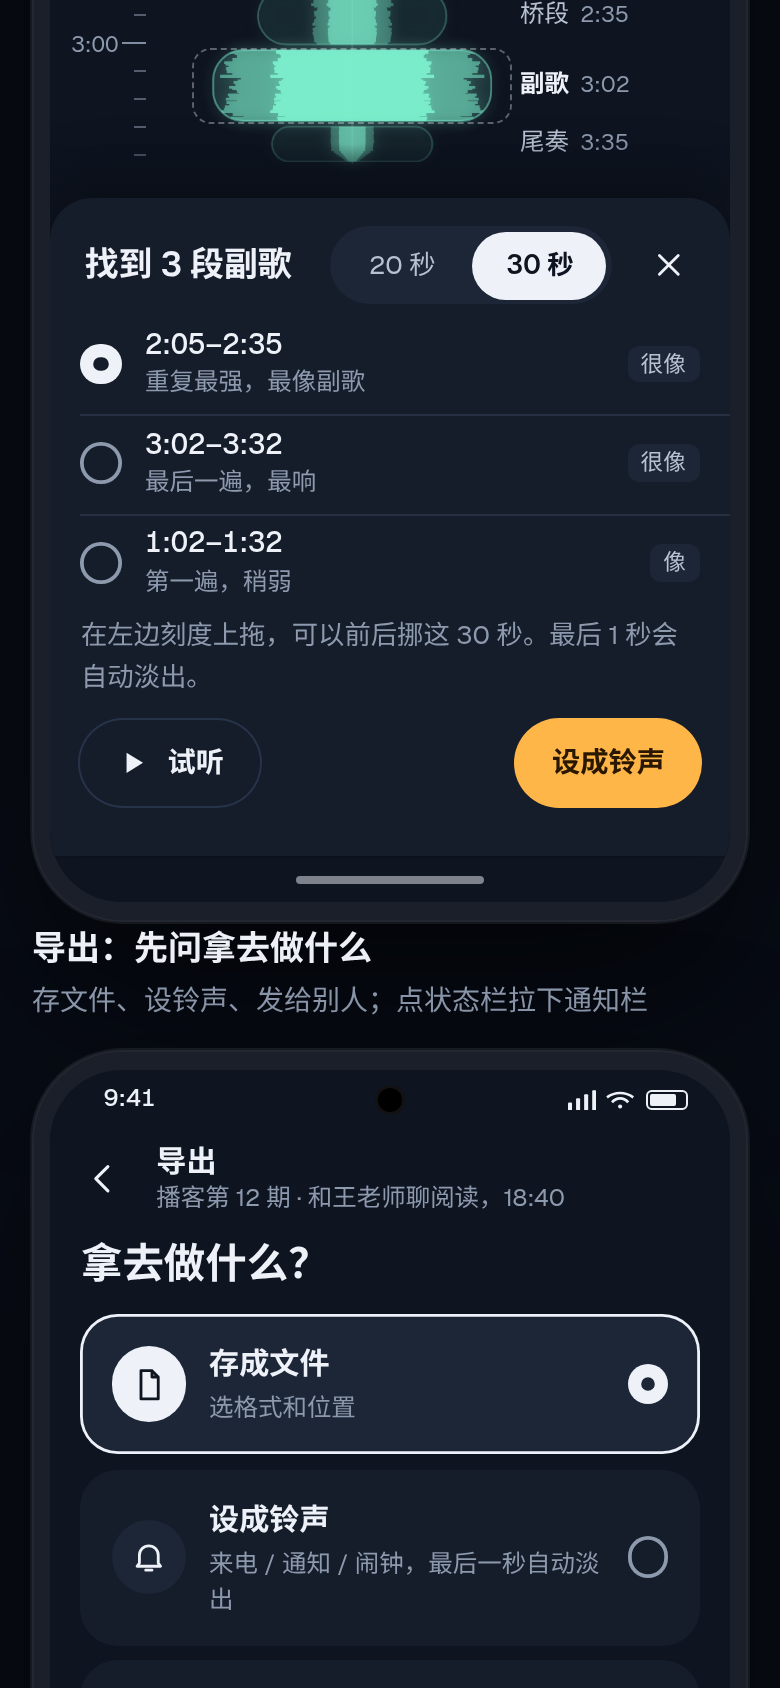 桥段 2:35
3:00
副歌 3:02
尾奏 3:35
找到 3 段副歌
20 秒
30 秒
2:05–2:35
重复最强，最像副歌
很像
3:02–3:32
最后一遍，最响
很像
1:02–1:32
第一遍，稍弱
像
在左边刻度上拖，可以前后挪这 30 秒。最后 1 秒会
自动淡出。
试听
设成铃声
导出：先问拿去做什么
存文件、设铃声、发给别人；点状态栏拉下通知栏
9:41
导出
播客第 12 期 · 和王老师聊阅读，18:40
拿去做什么？
存成文件
选格式和位置
设成铃声
来电 / 通知 / 闹钟，最后一秒自动淡
出